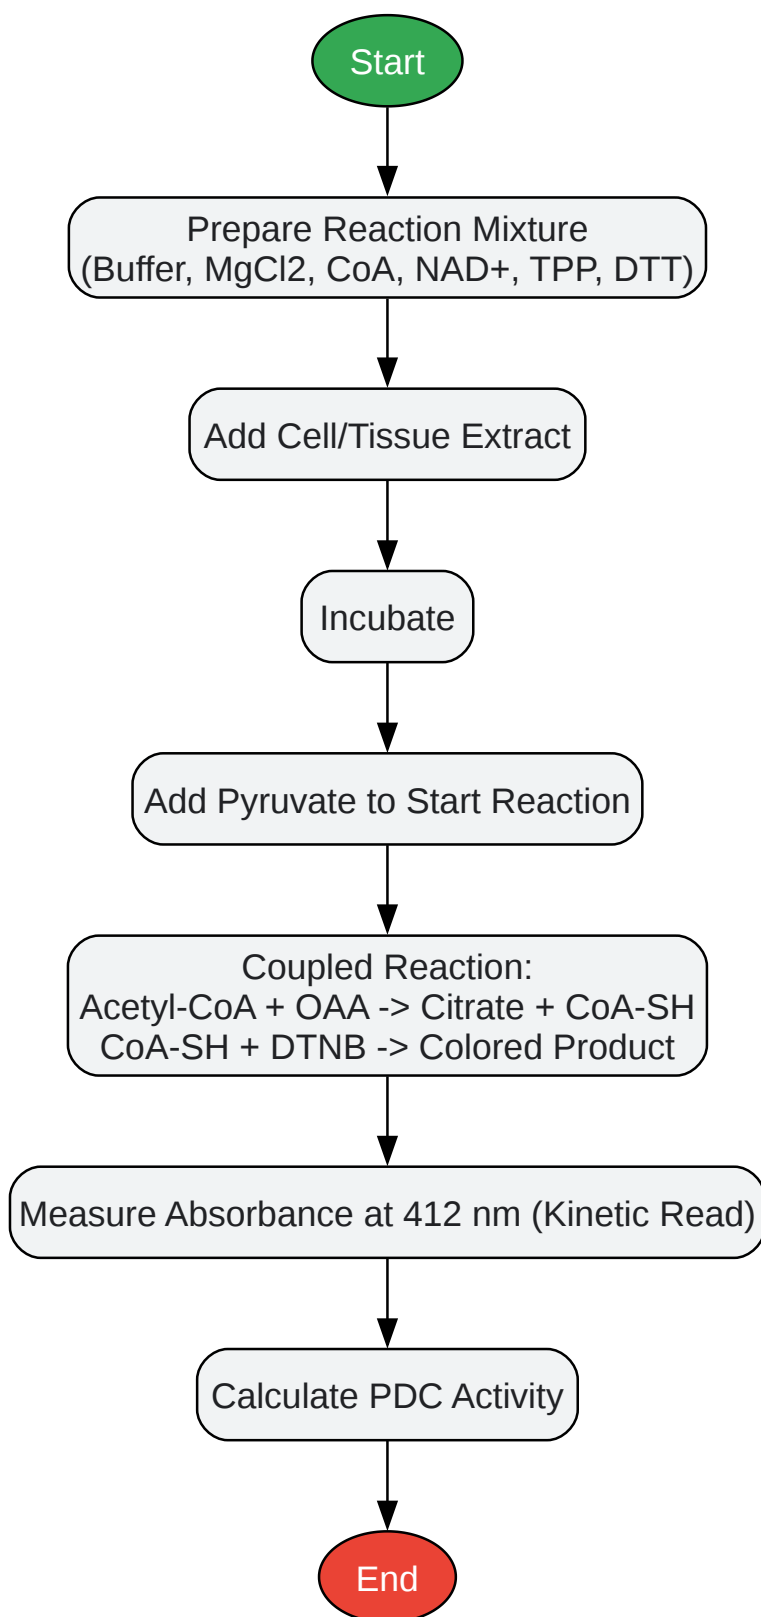 Start
Prepare Reaction Mixture
(Buffer, MgCl2, CoA, NAD+, TPP, DTT)
Add Cell/Tissue Extract
Incubate
Add Pyruvate to Start Reaction
Coupled Reaction:
Acetyl-CoA + OAA -> Citrate + CoA-SH
CoA-SH + DTNB -> Colored Product
Measure Absorbance at 412 nm (Kinetic Read)
Calculate PDC Activity
End